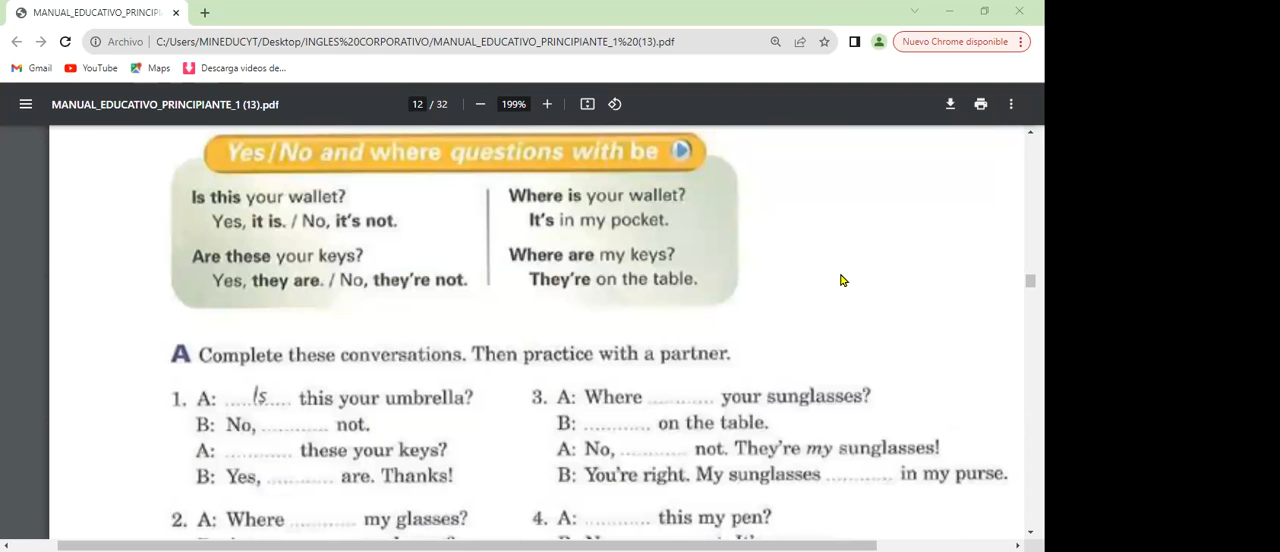 MANUAL_EDUCATIVO_PRINCIPI
Archivo C:/Users/MINEDUCYT/Desktop/INGLES%20CORPORATIVO/MANUAL_EDUCATIVO_PRINCIPIANTE_1%20(13).pdf
Nuevo Chrome disponible
Gmail YouTube Maps Descarga videos de...
MANUAL_EDUCATIVO_PRINCIPIANTE_1 (13).pdf 12 / 32 199%
Yes/No and where questions with be
Is this your wallet?
Yes, it is. / No, it's not.
Are these your keys?
Yes, they are. / No, they're not.
Where is your wallet?
It's in my pocket.
Where are my keys?
They're on the table.
A Complete these conversations. Then practice with a partner.
1. A: .....Is..... this your umbrella?
B: No, ............ not.
A: ............ these your keys?
B: Yes, ............ are. Thanks!
2. A: Where ............ my glasses?
3. A: Where ............ your sunglasses?
B: ............ on the table.
A: No, ............ not. They're my sunglasses!
B: You're right. My sunglasses ............ in my purse.
4. A: ............ this my pen?